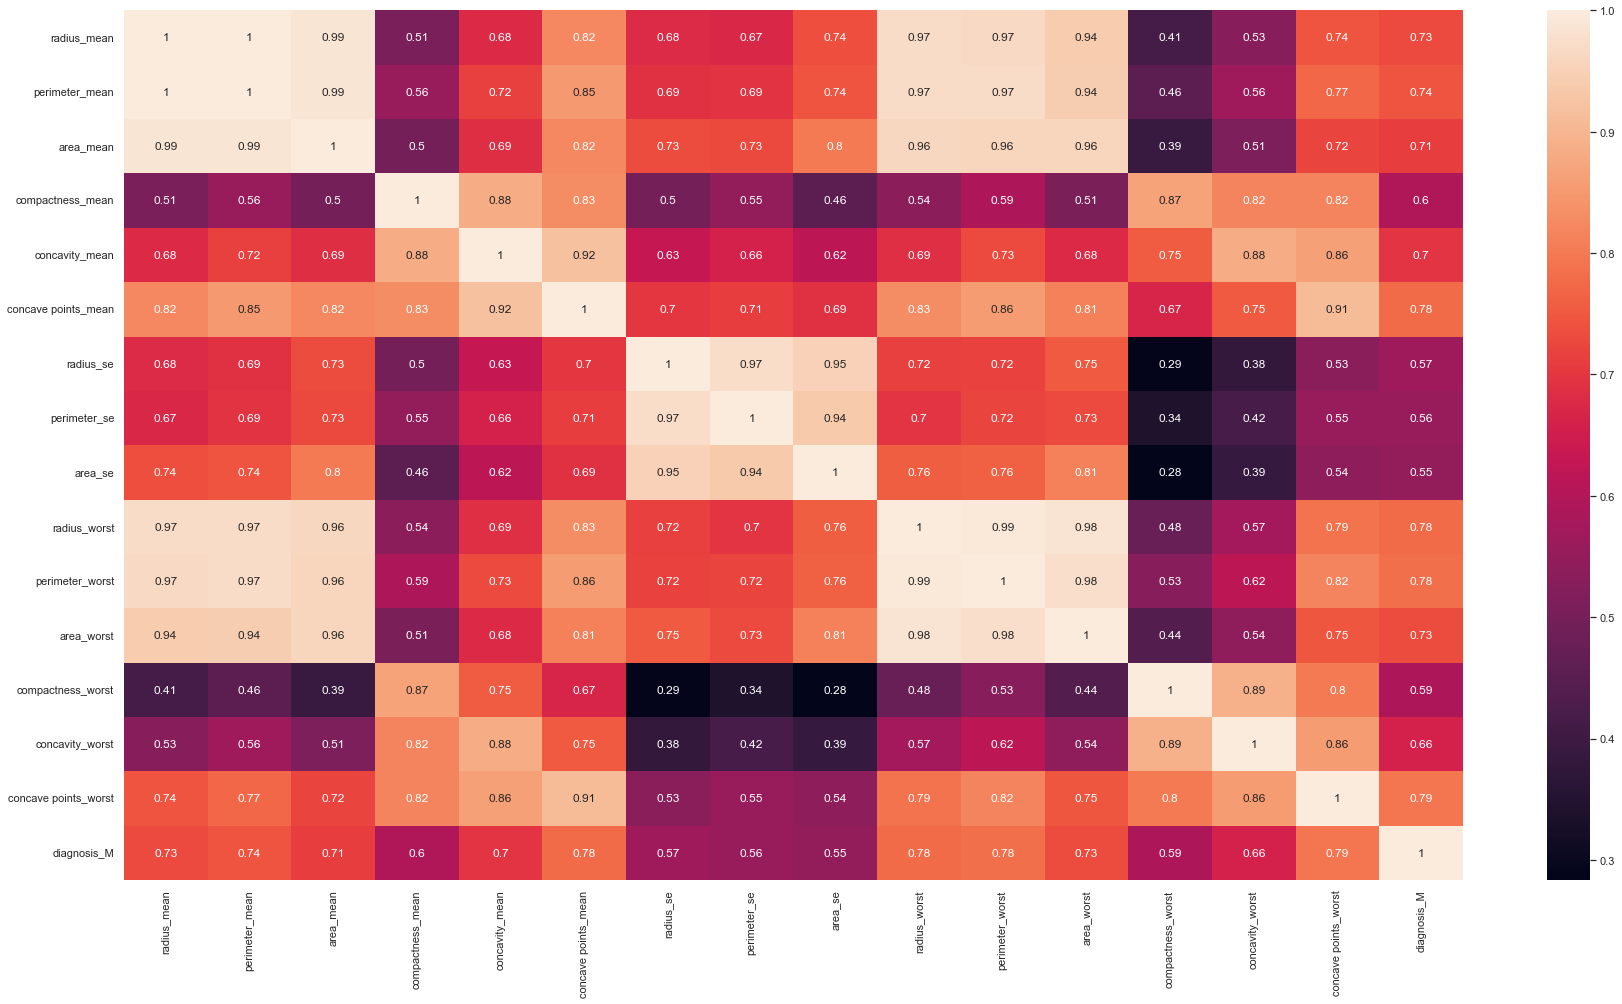 radius_mean 1 1 0.99 0.51 0.68 0.82 0.68 0.67 0.74 0.97 0.97 0.94 0.41 0.53 0.74 0.73
perimeter_mean 1 1 0.99 0.56 0.72 0.85 0.69 0.69 0.74 0.97 0.97 0.94 0.46 0.56 0.77 0.74
area_mean 0.99 0.99 1 0.5 0.69 0.82 0.73 0.73 0.8 0.96 0.96 0.96 0.39 0.51 0.72 0.71
compactness_mean 0.51 0.56 0.5 1 0.88 0.83 0.5 0.55 0.46 0.54 0.59 0.51 0.87 0.82 0.82 0.6
concavity_mean 0.68 0.72 0.69 0.88 1 0.92 0.63 0.66 0.62 0.69 0.73 0.68 0.75 0.88 0.86 0.7
concave points_mean 0.82 0.85 0.82 0.83 0.92 1 0.7 0.71 0.69 0.83 0.86 0.81 0.67 0.75 0.91 0.78
radius_se 0.68 0.69 0.73 0.5 0.63 0.7 1 0.97 0.95 0.72 0.72 0.75 0.29 0.38 0.53 0.57
perimeter_se 0.67 0.69 0.73 0.55 0.66 0.71 0.97 1 0.94 0.7 0.72 0.73 0.34 0.42 0.55 0.56
area_se 0.74 0.74 0.8 0.46 0.62 0.69 0.95 0.94 1 0.76 0.76 0.81 0.28 0.39 0.54 0.55
radius_worst 0.97 0.97 0.96 0.54 0.69 0.83 0.72 0.7 0.76 1 0.99 0.98 0.48 0.57 0.79 0.78
perimeter_worst 0.97 0.97 0.96 0.59 0.73 0.86 0.72 0.72 0.76 0.99 1 0.98 0.53 0.62 0.82 0.78
area_worst 0.94 0.94 0.96 0.51 0.68 0.81 0.75 0.73 0.81 0.98 0.98 1 0.44 0.54 0.75 0.73
compactness_worst 0.41 0.46 0.39 0.87 0.75 0.67 0.29 0.34 0.28 0.48 0.53 0.44 1 0.89 0.8 0.59
concavity_worst 0.53 0.56 0.51 0.82 0.88 0.75 0.38 0.42 0.39 0.57 0.62 0.54 0.89 1 0.86 0.66
concave points_worst 0.74 0.77 0.72 0.82 0.86 0.91 0.53 0.55 0.54 0.79 0.82 0.75 0.8 0.86 1 0.79
diagnosis_M 0.73 0.74 0.71 0.6 0.7 0.78 0.57 0.56 0.55 0.78 0.78 0.73 0.59 0.66 0.79 1
radius_mean
perimeter_mean
area_mean
compactness_mean
concavity_mean
concave points_mean
radius_se
perimeter_se
area_se
radius_worst
perimeter_worst
area_worst
compactness_worst
concavity_worst
concave points_worst
diagnosis_M
1.0
0.9
0.8
0.7
0.6
0.5
0.4
0.3